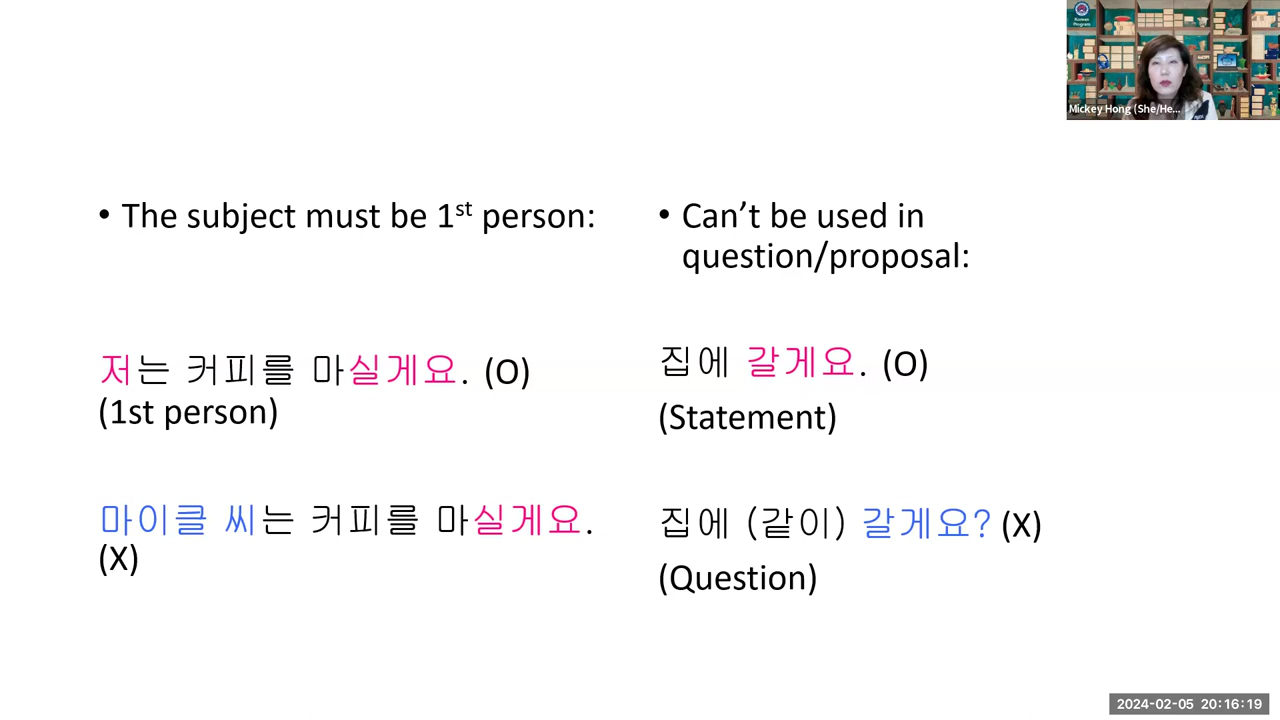 Korean
Program
Mickey Hong (She/He...
• The subject must be 1st person:
저는 커피를 마실게요. (O)
(1st person)
마이클 씨는 커피를 마실게요.
(X)
• Can't be used in
question/proposal:
집에 갈게요. (O)
(Statement)
집에 (같이) 갈게요? (X)
(Question)
2024-02-05 20:16:19